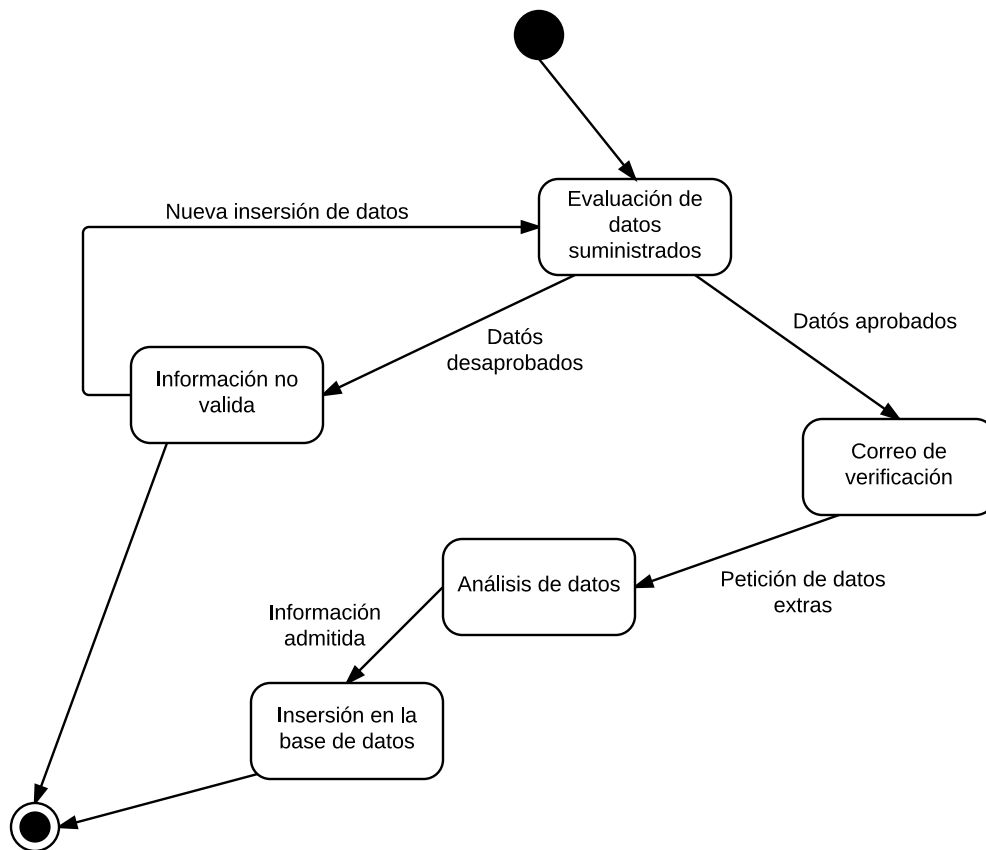 Evaluación de
datos
suministrados
Nueva insersión de datos
Datós aprobados
Datós
desaprobados
Información no
valida
Correo de
verificación
Análisis de datos
Petición de datos
extras
Información
admitida
Insersión en la
base de datos